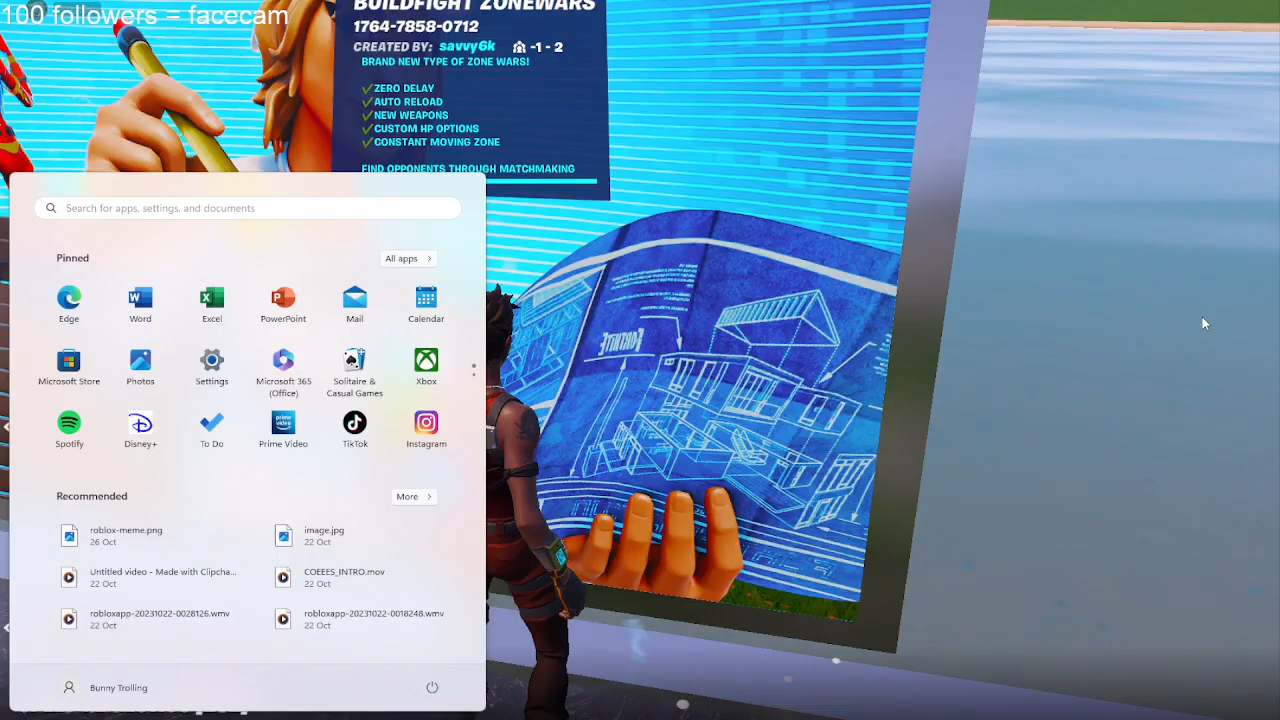 100 followers = facecam
BUILDFIGHT ZONEWARS
1764-7858-0712
CREATED BY: savvy6k -1 - 2
BRAND NEW TYPE OF ZONE WARS!
✓ZERO DELAY
✓AUTO RELOAD
✓NEW WEAPONS
✓CUSTOM HP OPTIONS
✓CONSTANT MOVING ZONE
FIND OPPONENTS THROUGH MATCHMAKING
Search for apps, settings, and documents
Pinned
All apps
Edge
Word
Excel
PowerPoint
Mail
Calendar
Microsoft Store
Photos
Settings
Microsoft 365
(Office)
Solitaire &
Casual Games
Xbox
Spotify
Disney+
To Do
Prime Video
TikTok
Instagram
Recommended
More
roblox-meme.png
26 Oct
image.jpg
22 Oct
Untitled video - Made with Clipcha...
22 Oct
COEEES_INTRO.mov
22 Oct
robloxapp-20231022-0028126.wmv
22 Oct
robloxapp-20231022-0018248.wmv
22 Oct
Bunny Trolling
FORTNITE